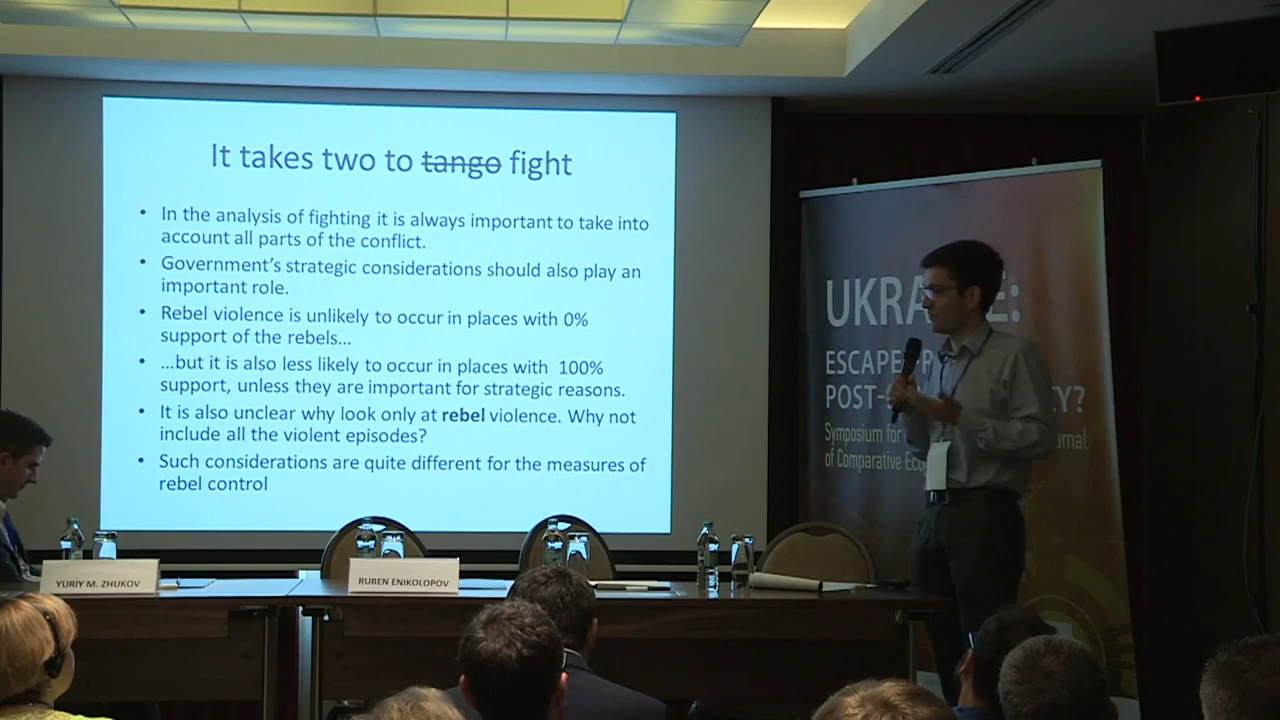 It takes two to tango fight
• In the analysis of fighting it is always important to take into
account all parts of the conflict.
• Government's strategic considerations should also play an
important role.
• Rebel violence is unlikely to occur in places with 0%
support of the rebels...
• ...but it is also less likely to occur in places with 100%
support, unless they are important for strategic reasons.
• It is also unclear why look only at rebel violence. Why not
include all the violent episodes?
• Such considerations are quite different for the measures of
rebel control
YURIY M. ZHUKOV
RUBEN ENIKOLOPOV
UKRA E:
ESCAPE
POST-
Symposium for
of Comparative